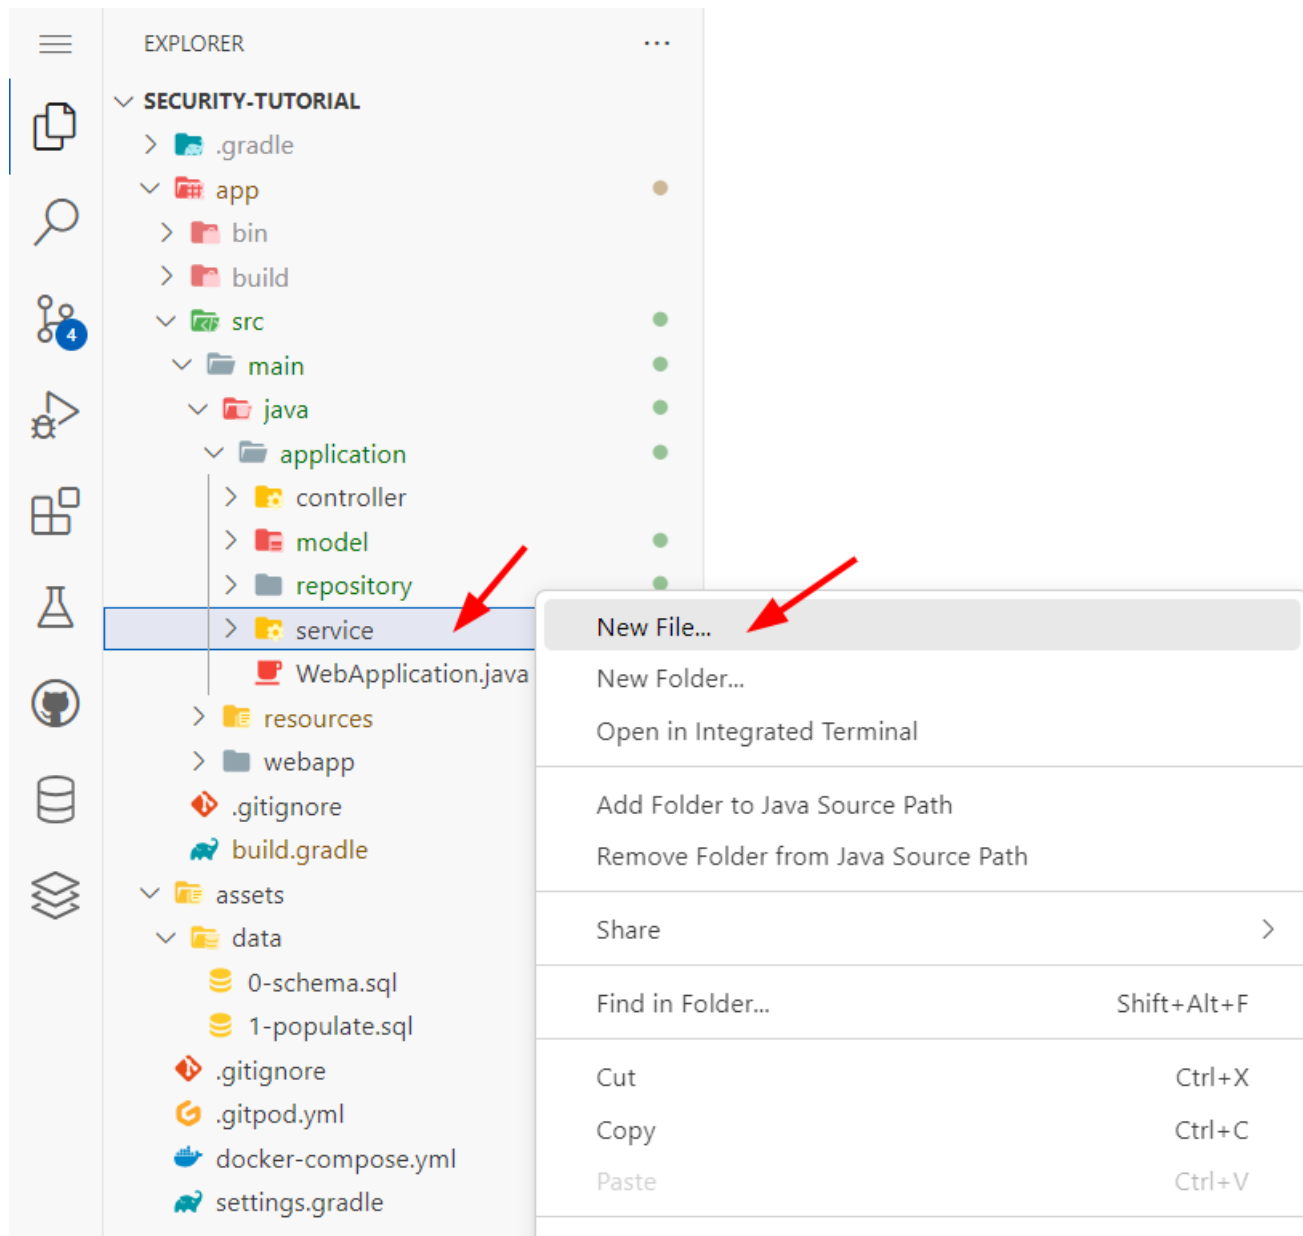 EXPLORER
SECURITY-TUTORIAL
.gradle
app
bin
build
src
4
main
java
application
controller
model
repository
service
WebApplication.java
resources
webapp
.gitignore
build.gradle
assets
data
0-schema.sql
1-populate.sql
.gitignore
.gitpod.yml
docker-compose.yml
settings.gradle
New File...
New Folder...
Open in Integrated Terminal
Add Folder to Java Source Path
Remove Folder from Java Source Path
Share
Find in Folder... Shift+Alt+F
Cut Ctrl+X
Copy Ctrl+C
Paste Ctrl+V